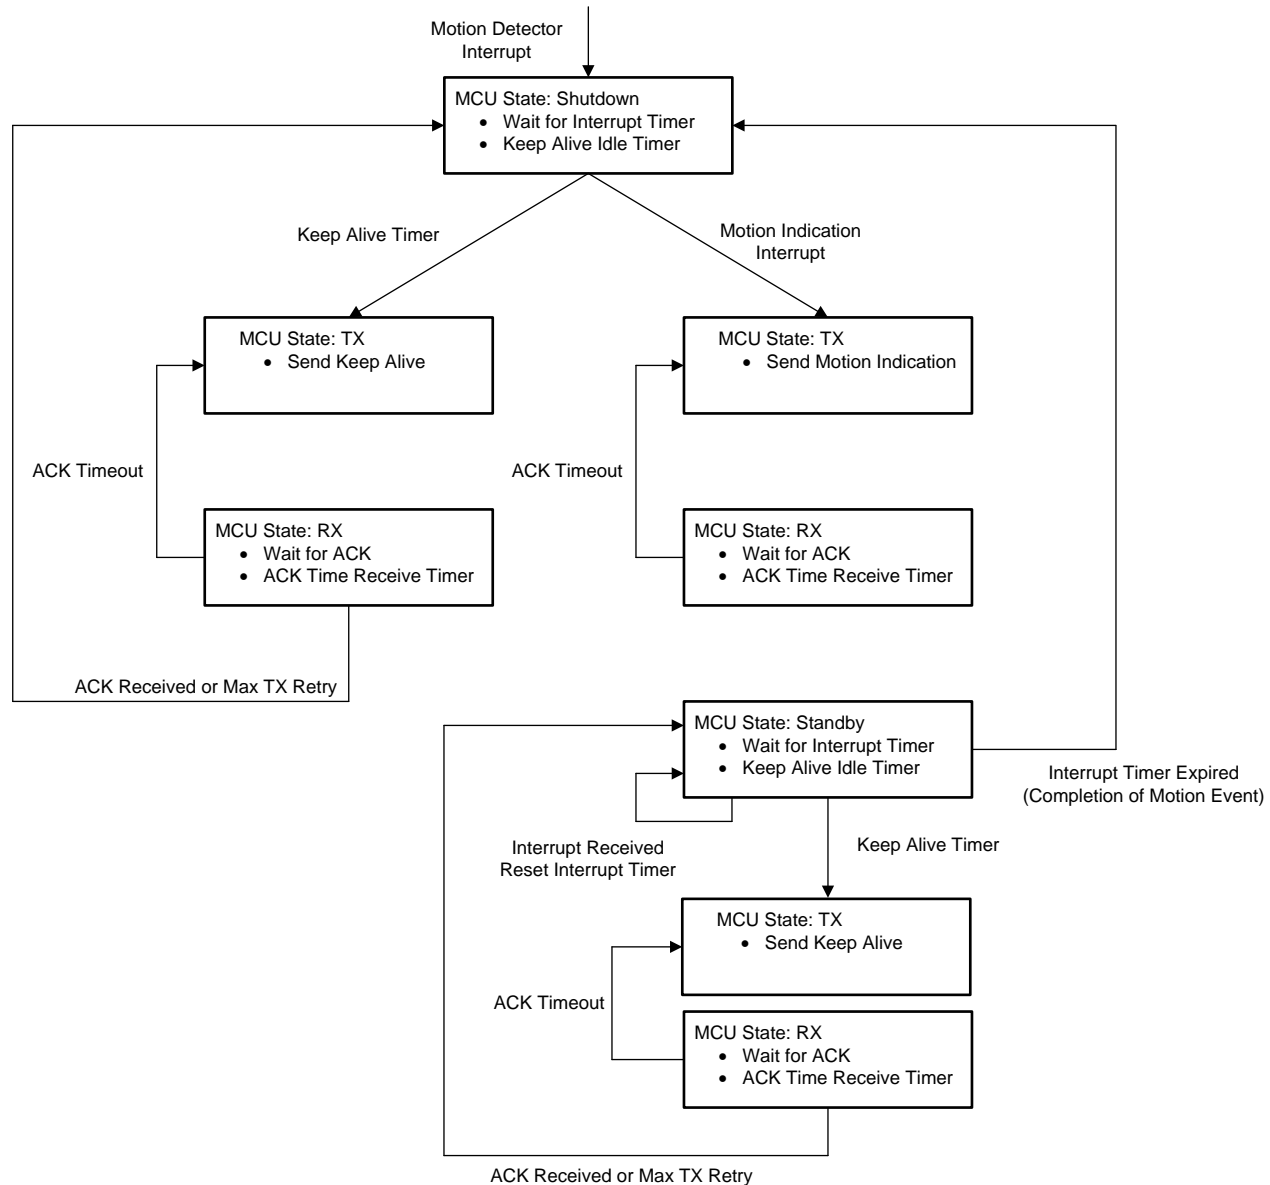 Motion Detector
Interrupt
MCU State: Shutdown
• Wait for Interrupt Timer
• Keep Alive Idle Timer
Keep Alive Timer
Motion Indication
Interrupt
MCU State: TX
• Send Keep Alive
MCU State: TX
• Send Motion Indication
ACK Timeout
ACK Timeout
MCU State: RX
• Wait for ACK
• ACK Time Receive Timer
MCU State: RX
• Wait for ACK
• ACK Time Receive Timer
ACK Received or Max TX Retry
MCU State: Standby
• Wait for Interrupt Timer
• Keep Alive Idle Timer
Interrupt Timer Expired
(Completion of Motion Event)
Interrupt Received
Reset Interrupt Timer
Keep Alive Timer
MCU State: TX
• Send Keep Alive
ACK Timeout
MCU State: RX
• Wait for ACK
• ACK Time Receive Timer
ACK Received or Max TX Retry